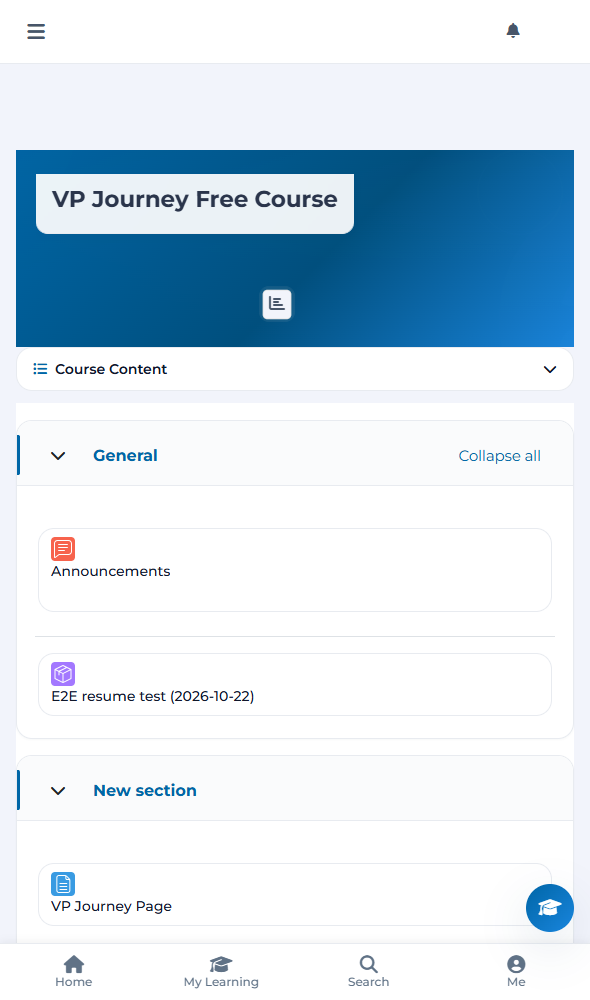 VP Journey Free Course
Course Content
General
Collapse all
Announcements
E2E resume test (2026-10-22)
New section
VP Journey Page
Home
My Learning
Search
Me